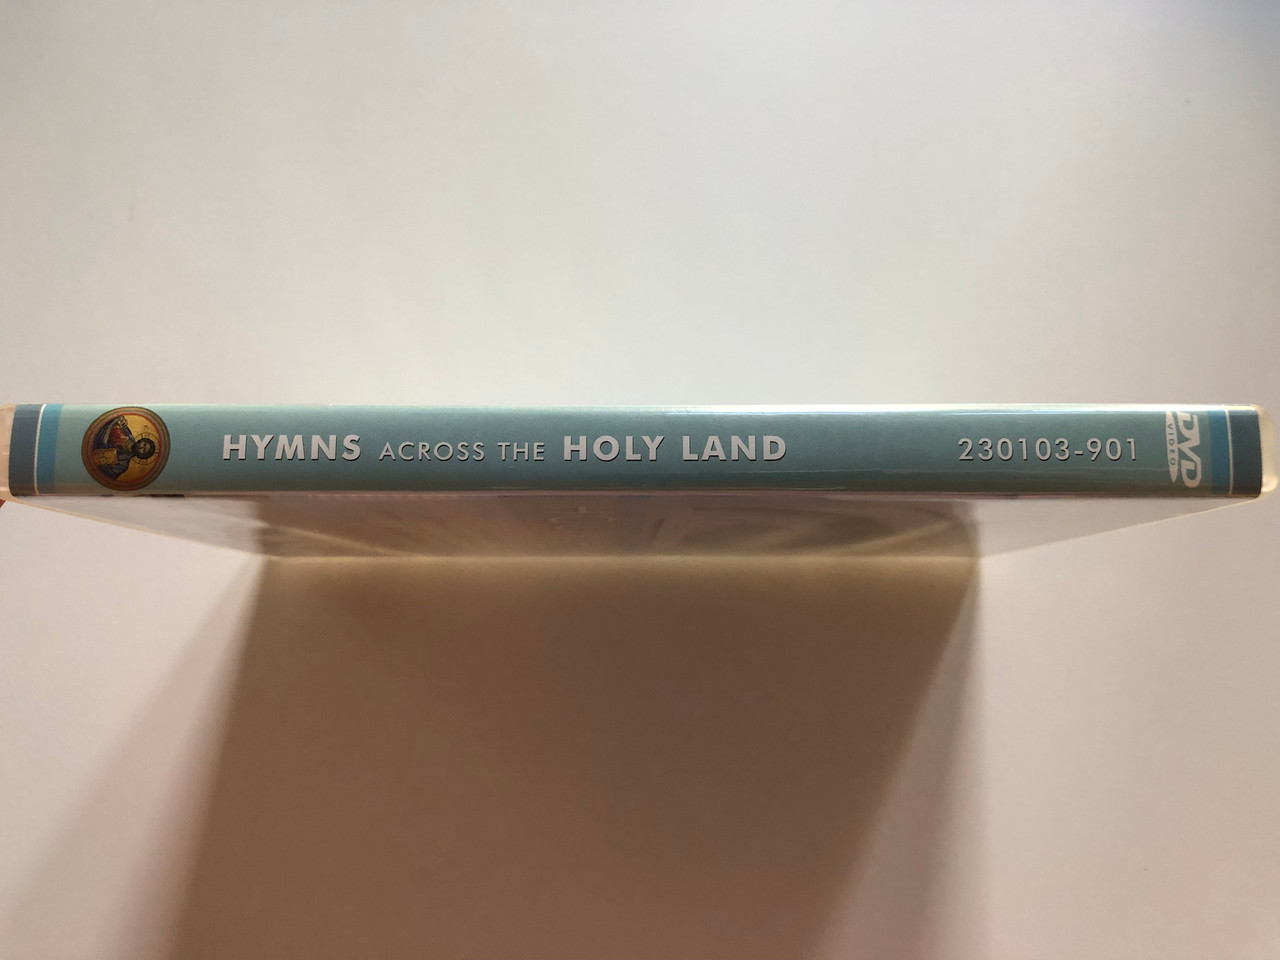 HYMNS ACROSS THE HOLY LAND
230103-901
DVD
VIDEO